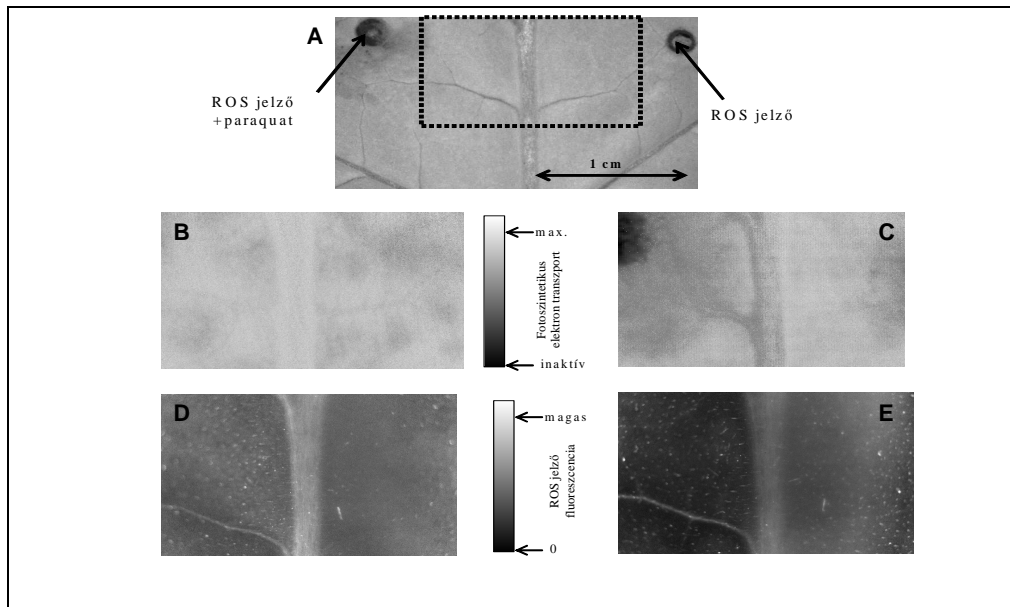 A
ROS jelző
+paraquat
ROS jelző
1 cm
B
C
max.
Fotoszintetikus
elektron transzport
inaktív
D
E
magas
ROS jelző
fluoreszcencia
0